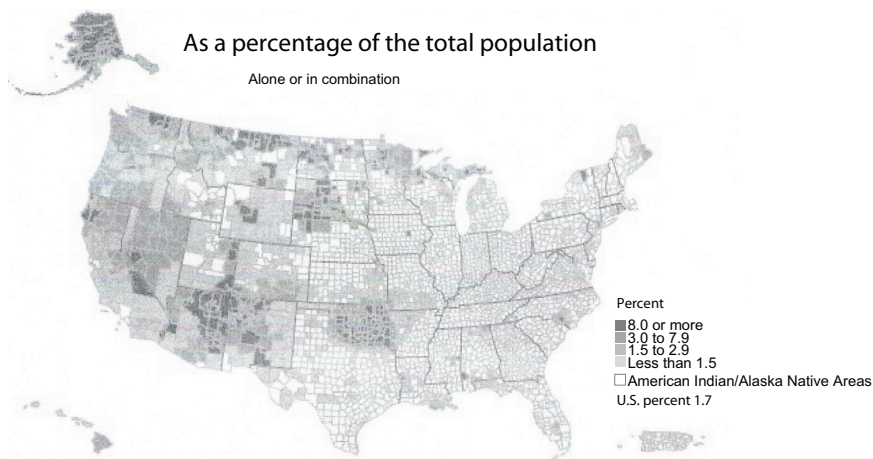 As a percentage of the total population
Alone or in combination
Percent
8.0 or more
3.0 to 7.9
1.5 to 2.9
Less than 1.5
American Indian/Alaska Native Areas
U.S. percent 1.7